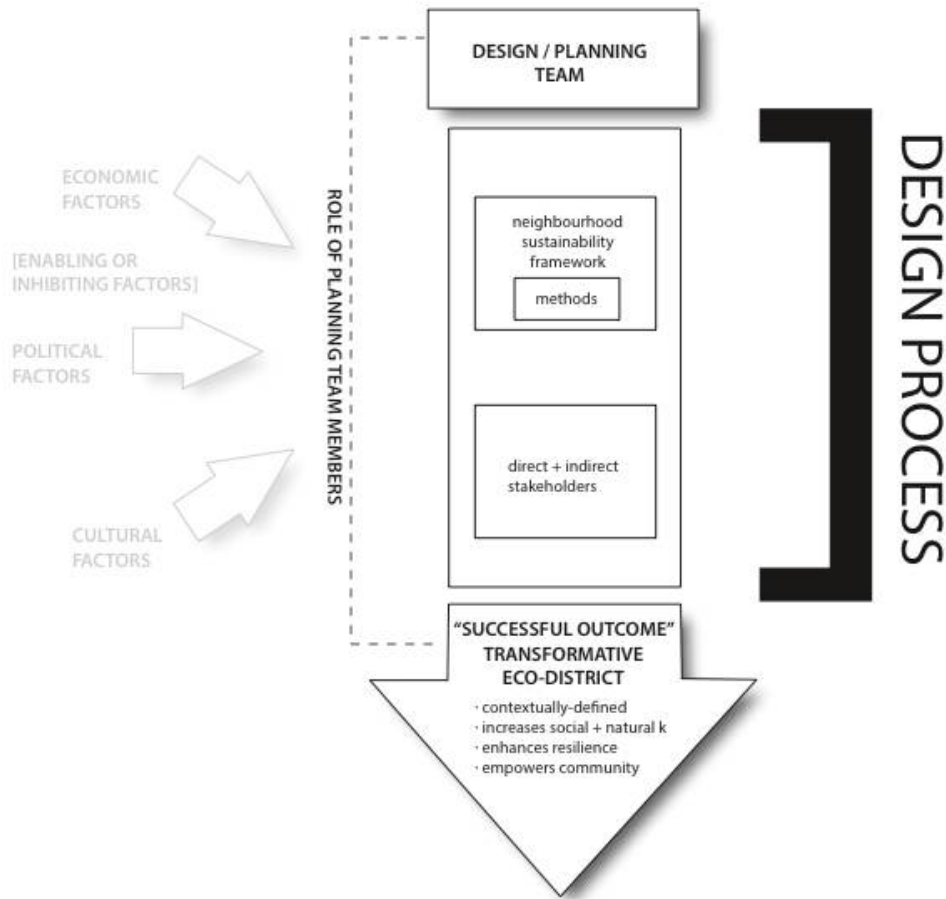 DESIGN / PLANNING
TEAM
ECONOMIC
FACTORS
[ENABLING OR
INHIBITING FACTORS]
POLITICAL
FACTORS
CULTURAL
FACTORS
ROLE OF PLANNING TEAM MEMBERS
neighbourhood
sustainability
framework
methods
direct + indirect
stakeholders
DESIGN PROCESS
“SUCCESSFUL OUTCOME”
TRANSFORMATIVE
ECO-DISTRICT
· contextually-defined
· increases social + natural k
· enhances resilience
· empowers community